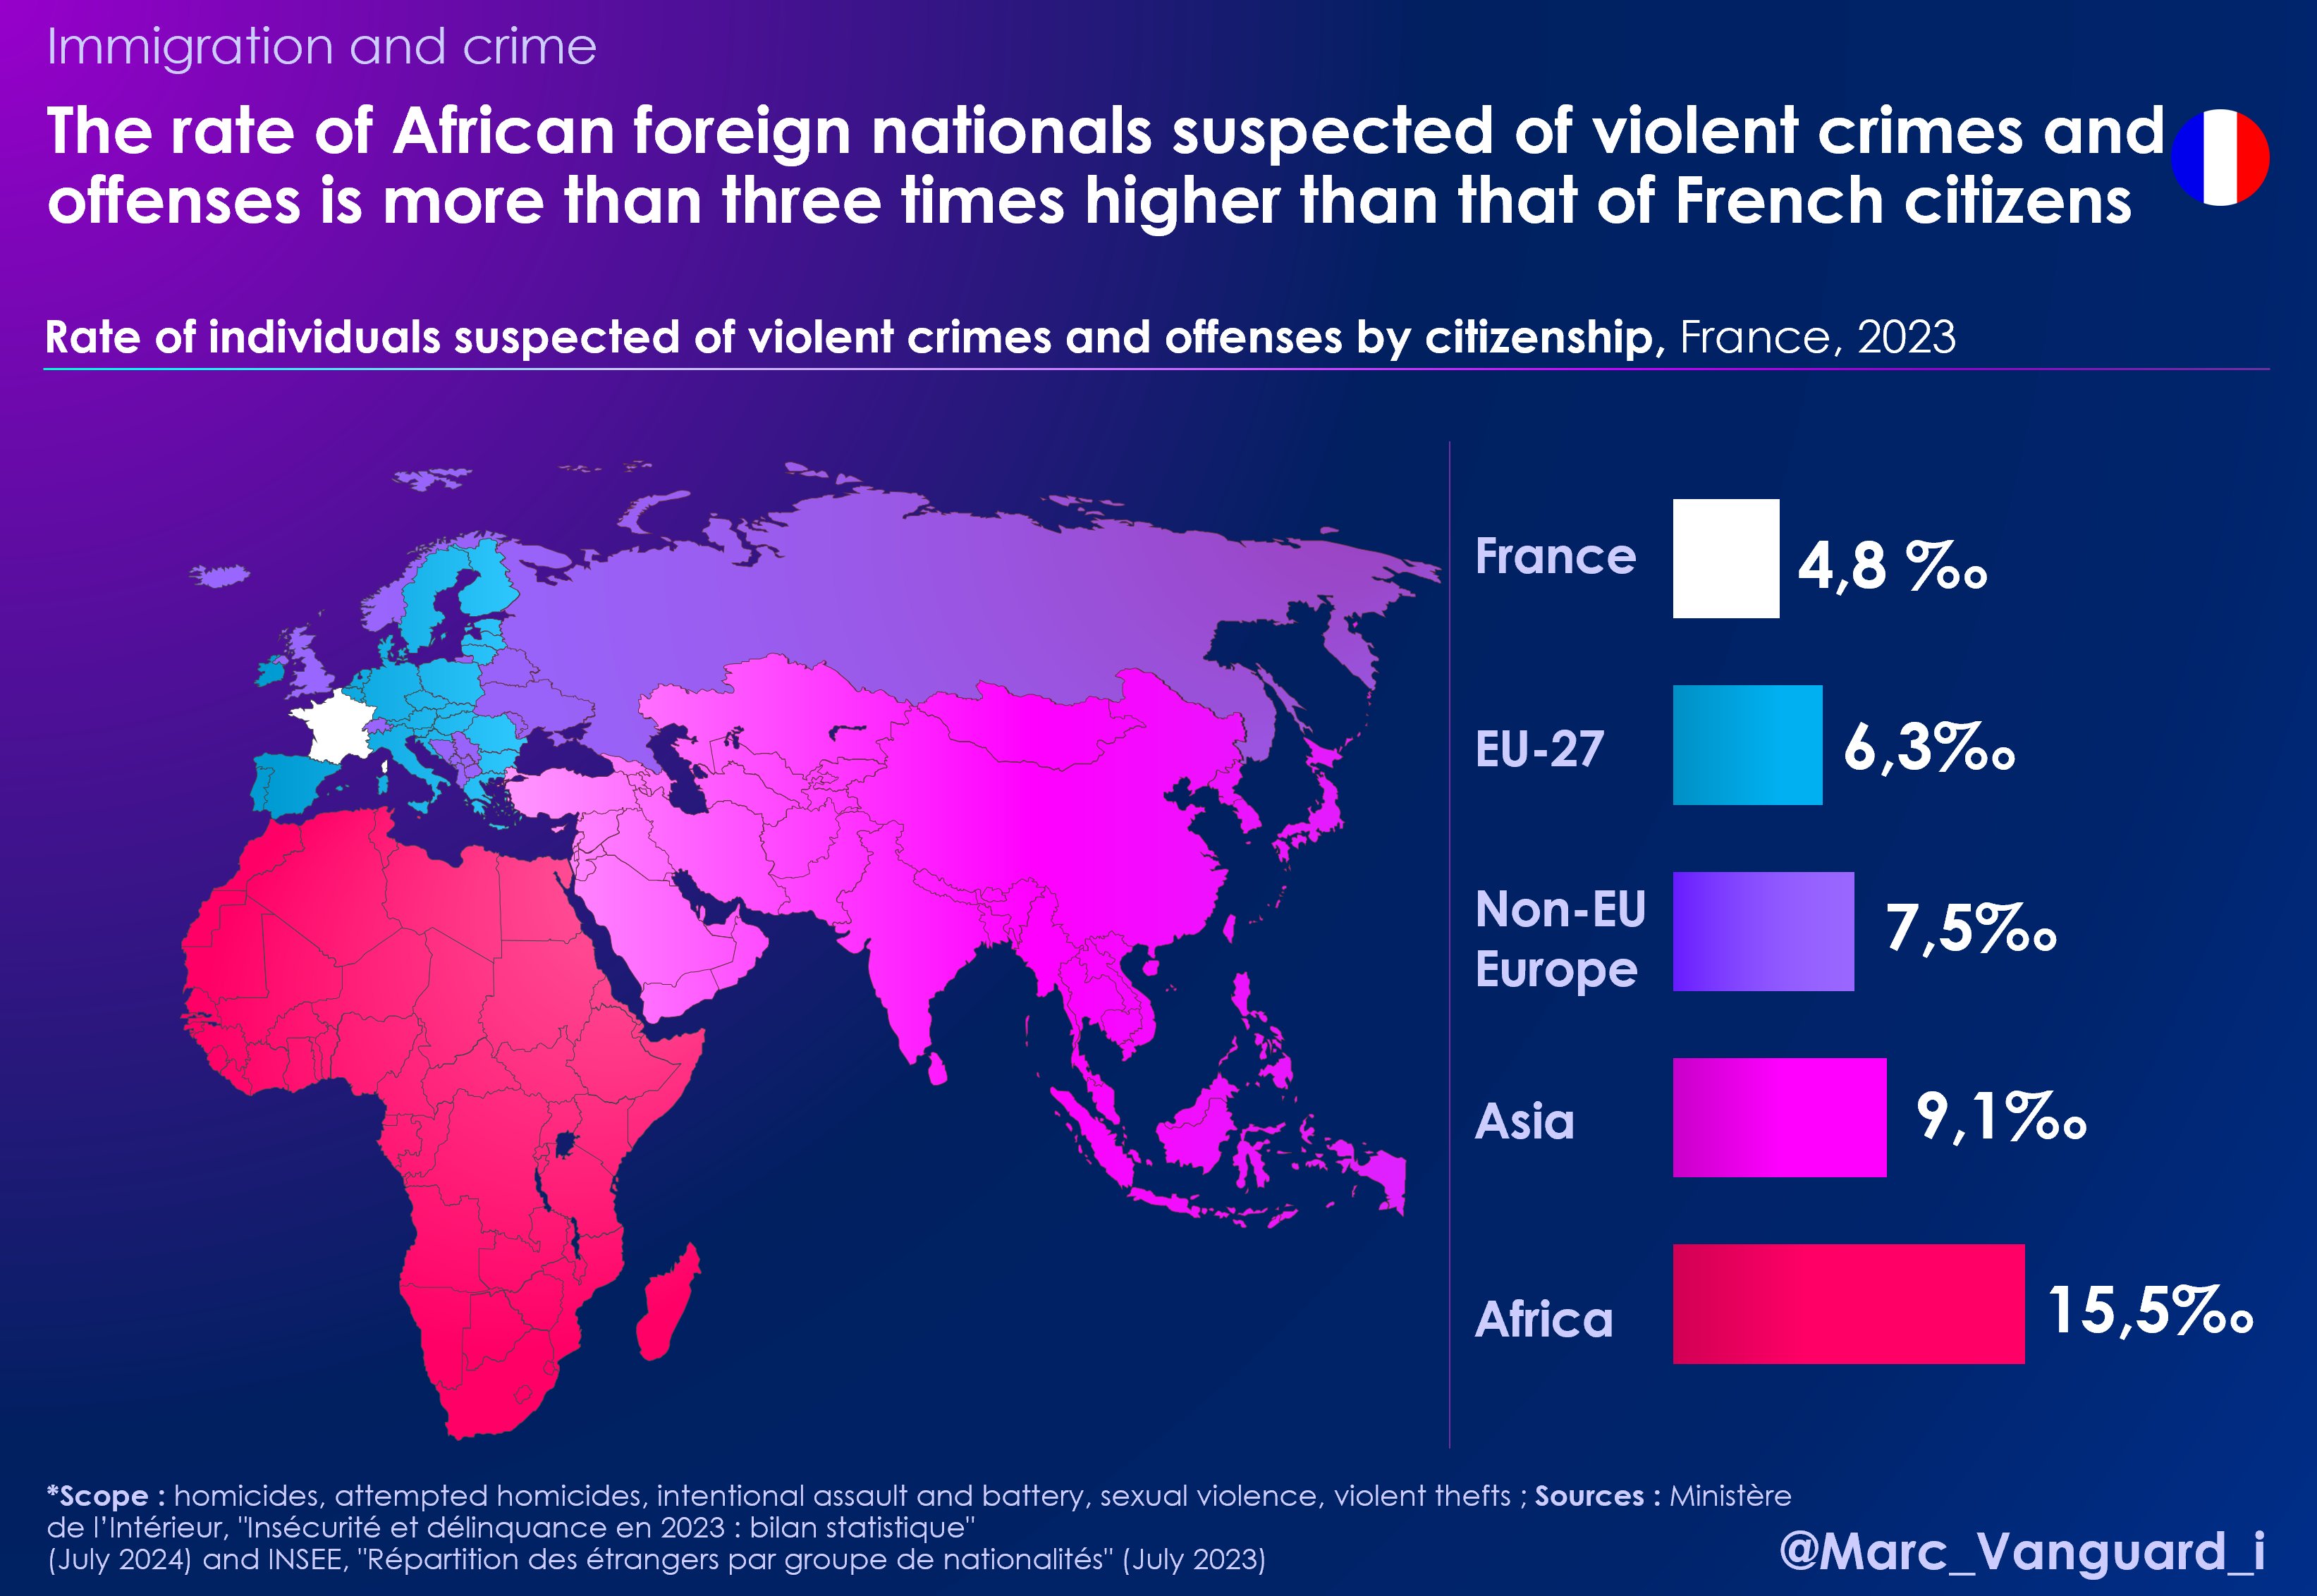 Immigration and crime
The rate of African foreign nationals suspected of violent crimes and
offenses is more than three times higher than that of French citizens
Rate of individuals suspected of violent crimes and offenses by citizenship, France, 2023
France
4,8 ‰
EU-27
6,3‰
Non-EU
Europe
7,5‰
Asia
9,1‰
Africa
15,5‰
*Scope : homicides, attempted homicides, intentional assault and battery, sexual violence, violent thefts ; Sources : Ministère
de l’Intérieur, "Insécurité et délinquance en 2023 : bilan statistique"
(July 2024) and INSEE, "Répartition des étrangers par groupe de nationalités" (July 2023)
@Marc_Vanguard_i